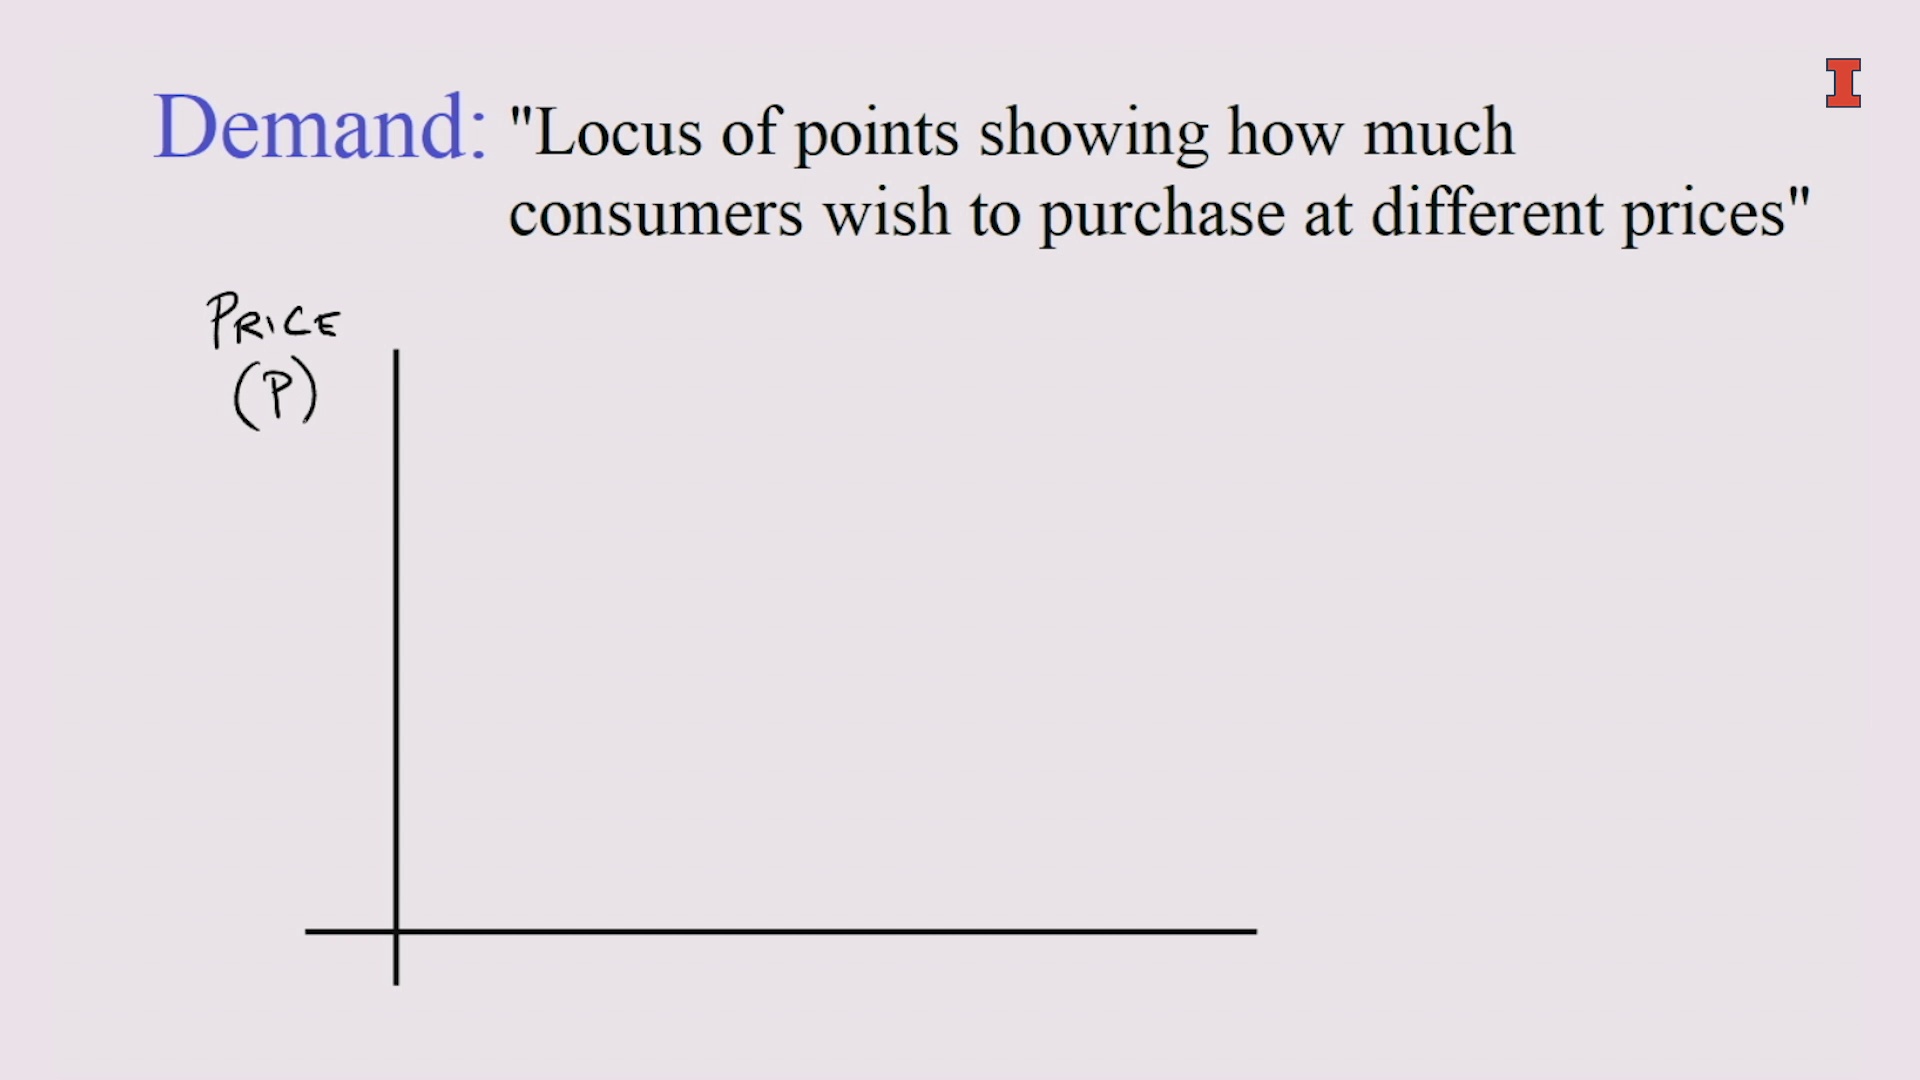 Demand: "Locus of points showing how much
consumers wish to purchase at different prices"
PRICE
(P)